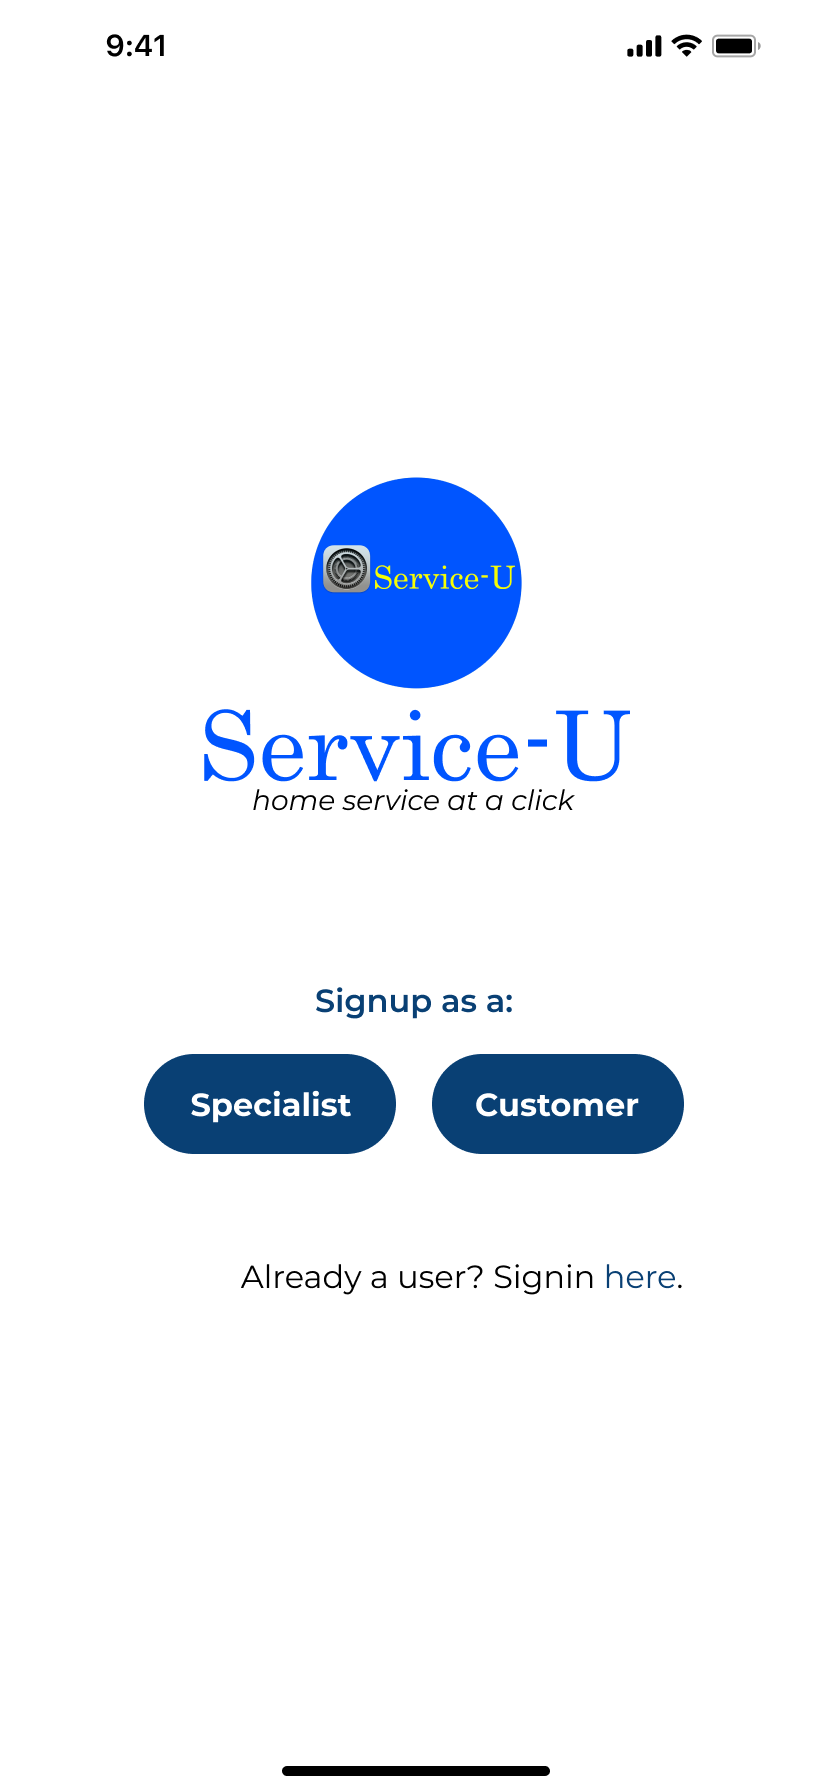 9:41
Service-U
Service-U
home service at a click
Signup as a:
Specialist
Customer
Already a user? Signin here.